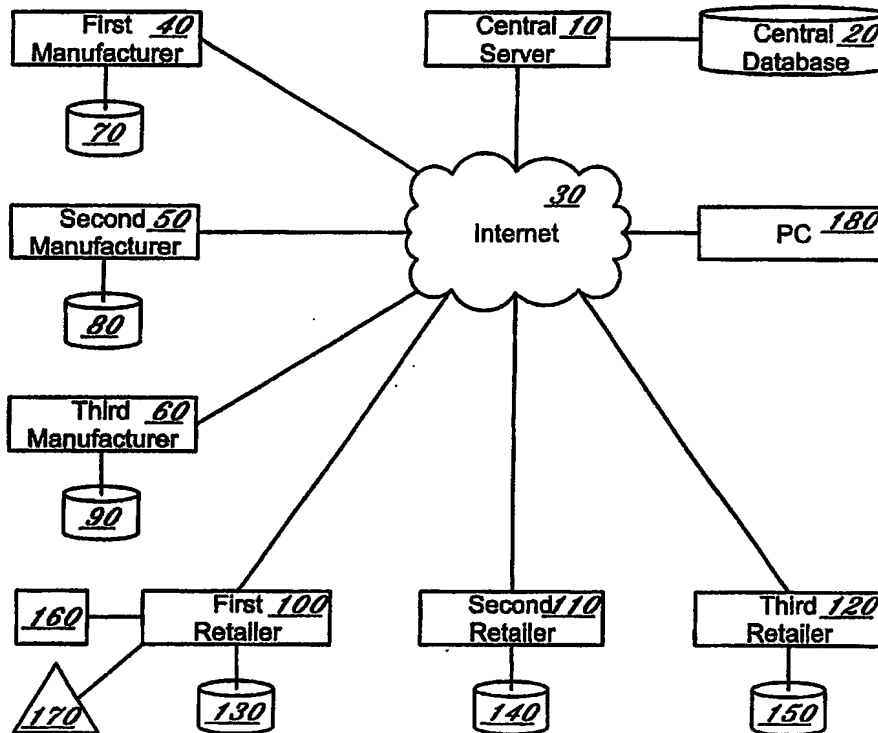 First 40
Manufacturer
Central 10
Server
Central 20
Database
70
30
Internet
Second 50
Manufacturer
PC 180
80
Third 60
Manufacturer
90
160
First 100
Retailer
Second 110
Retailer
Third 120
Retailer
170
130
140
150